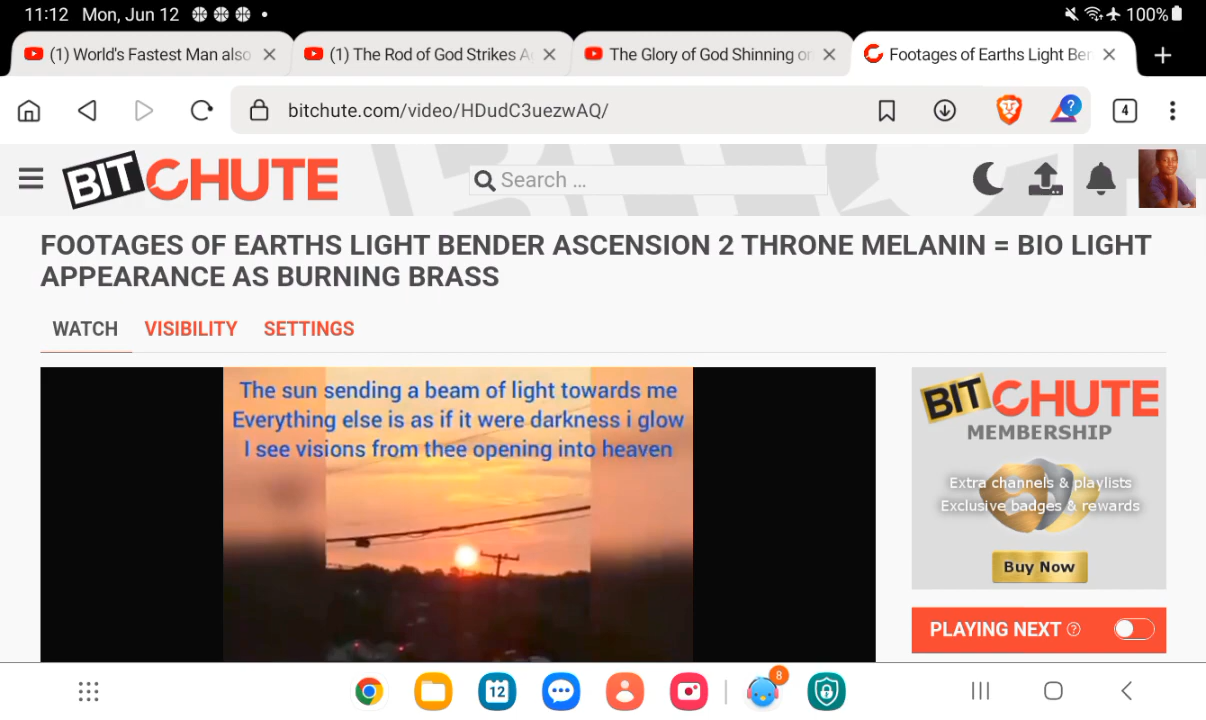 11:12 Mon, Jun 12
100%
(1) World's Fastest Man also
(1) The Rod of God Strikes A
The Glory of God Shinning on
Footages of Earths Light Ben
bitchute.com/video/HDudC3uezwAQ/
?
4
BITCHUTE
Search ...
FOOTAGES OF EARTHS LIGHT BENDER ASCENSION 2 THRONE MELANIN = BIO LIGHT
APPEARANCE AS BURNING BRASS
WATCH VISIBILITY SETTINGS
The sun sending a beam of light towards me
Everything else is as if it were darkness i glow
I see visions from thee opening into heaven
BITCHUTE
MEMBERSHIP
Extra channels & playlists
Exclusive badges & rewards
Buy Now
PLAYING NEXT ?
12
8